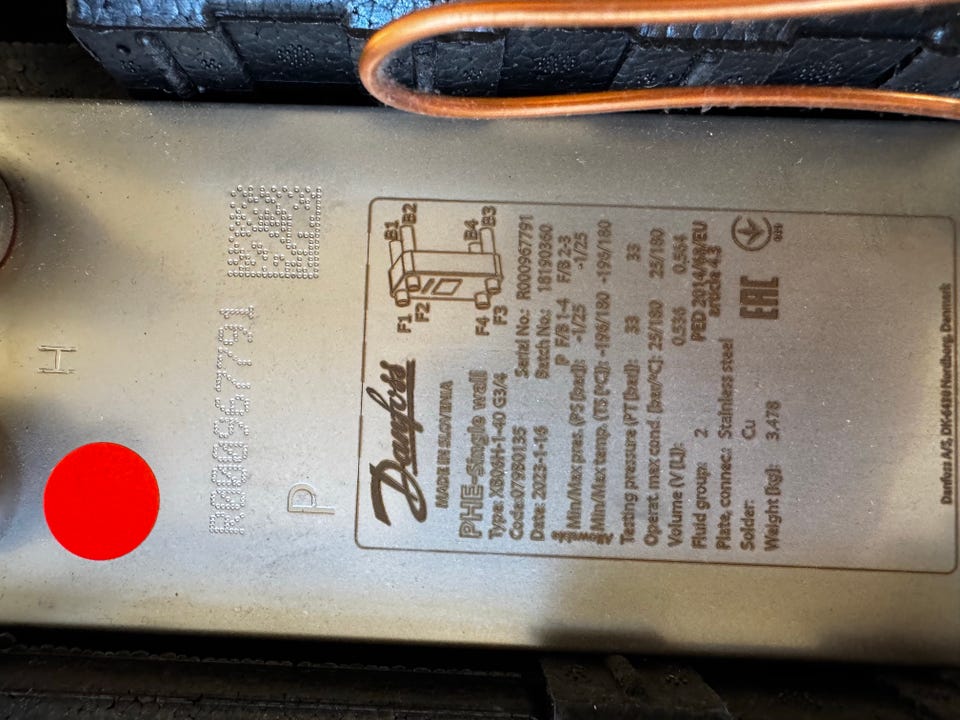 H
P
R00967791
Danfoss
MADE IN SLOVENIA
F1
F2
F4
F3
B1
B2
B4
B3
PHE-Single wall
Type: XB06H-1-40 G3/4
Code: 079B0135
Date: 2023-1-16
Serial No.: R00967791
Batch No.: 18190360
P F/B 1-4 F/B 2-3
Min/Max pres. (PS [bar]): -1/25 -1/25
Min/Max temp. (TS [°C]): -196/180 -196/180
Testing pressure (PT [bar]): 33 33
Operat. max cond. [bar/°C]: 25/180 25/180
Volume (V [L]): 0.536 0.564
Fluid group: 2 PED 2014/68/EU
article 4.3
Plate, connec.: Stainless steel
Solder: Cu
Weight [kg]: 3.478
EAC
Danfoss A/S, DK-6430 Nordborg, Denmark